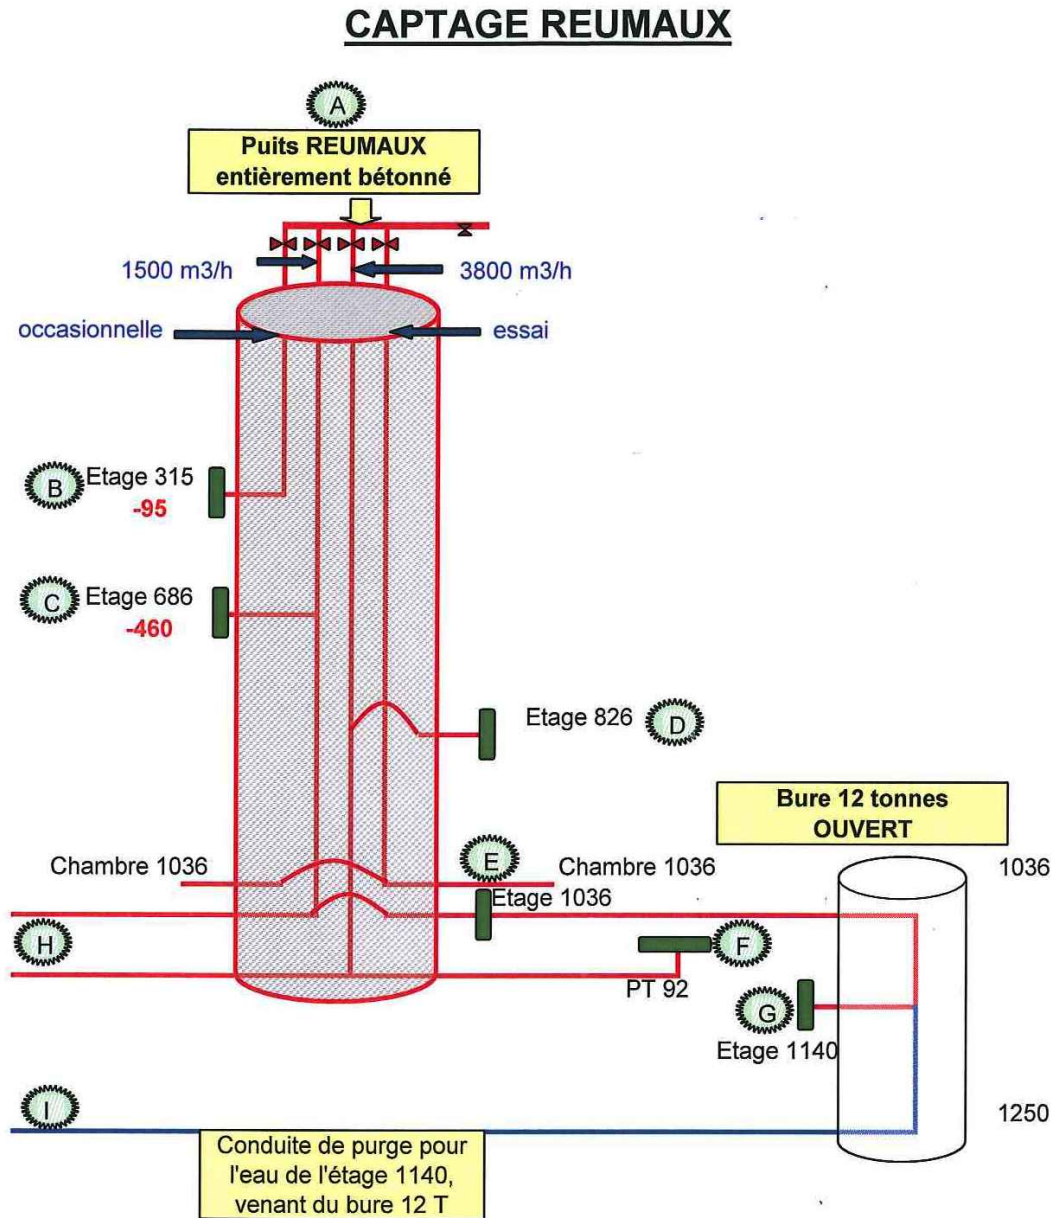 CAPTAGE REUMAUX
A
Puits REUMAUX
entièrement bétonné
1500 m3/h
3800 m3/h
occasionnelle
essai
B
Etage 315
-95
C
Etage 686
-460
Etage 826
D
Bure 12 tonnes
OUVERT
Chambre 1036
E
Chambre 1036
1036
Etage 1036
H
F
PT 92
G
Etage 1140
I
1250
Conduite de purge pour
l'eau de l'étage 1140,
venant du bure 12 T